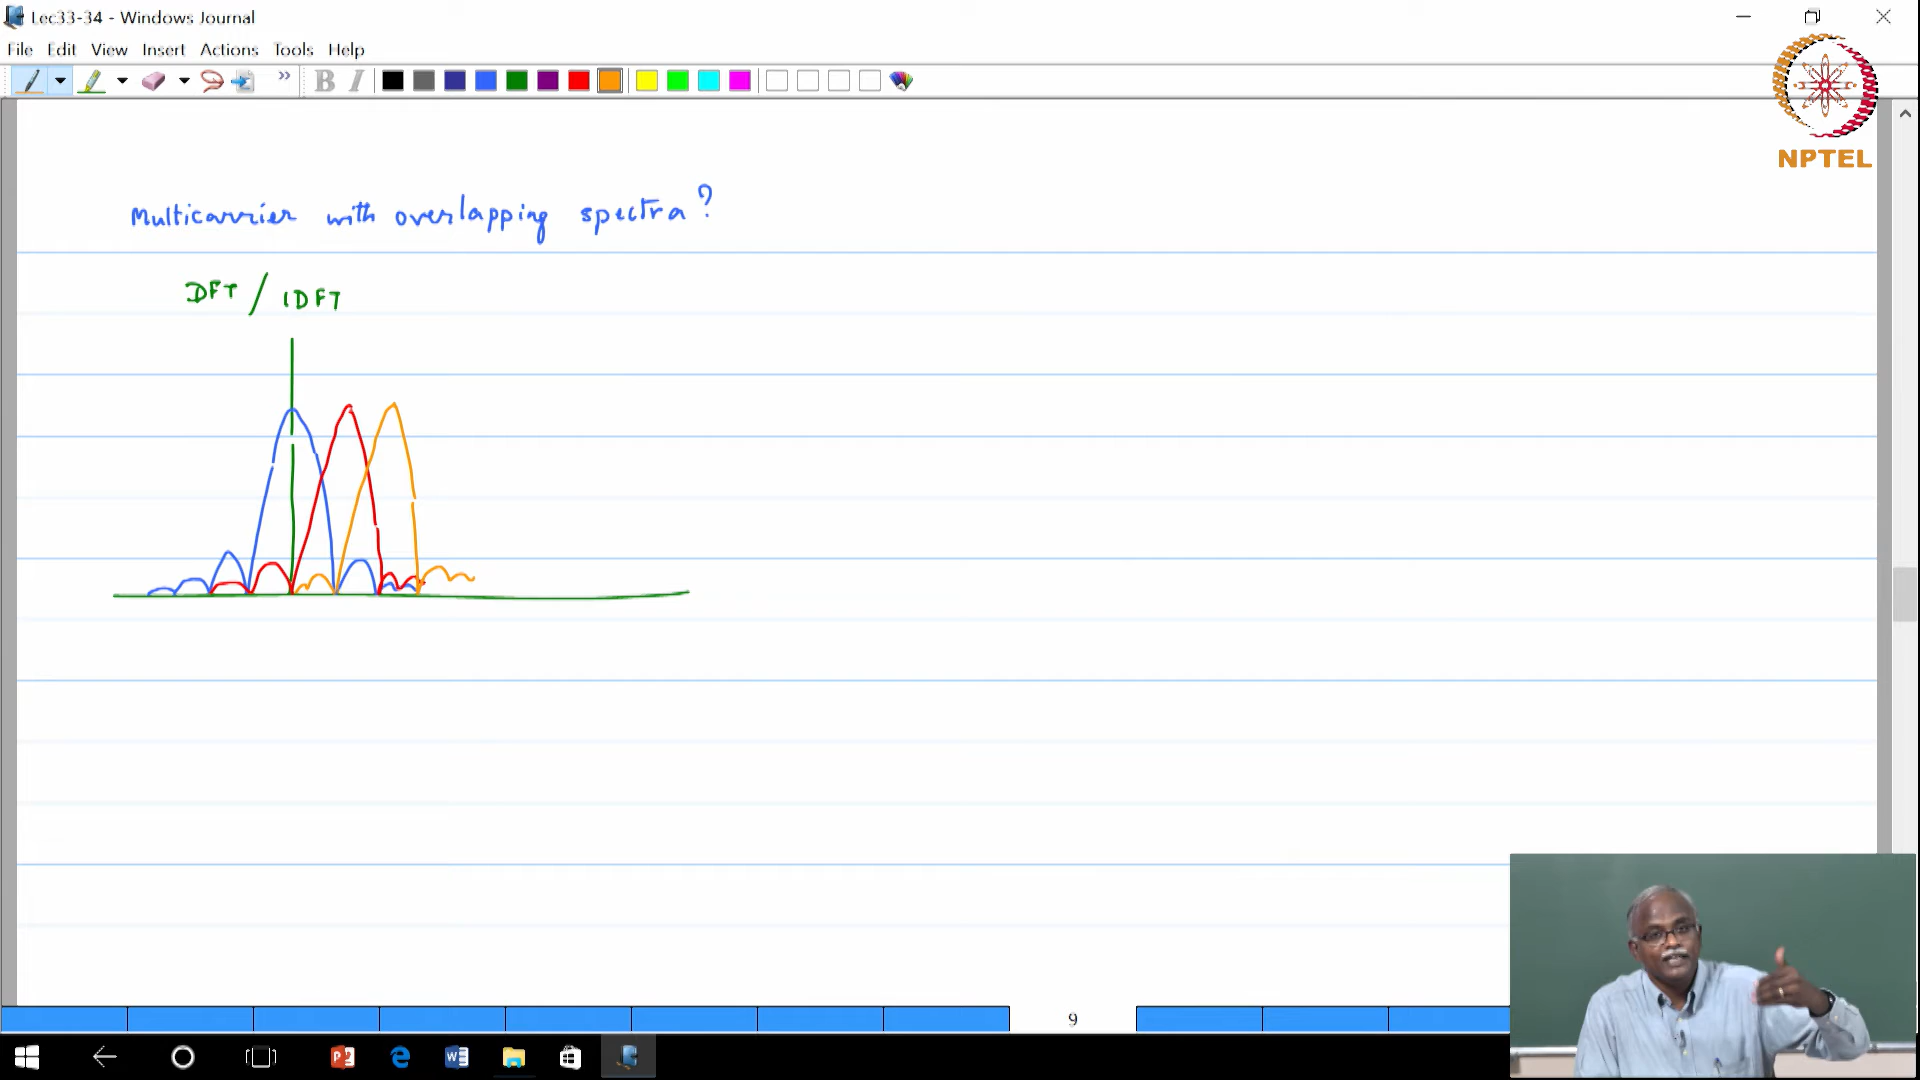 Lec33-34 - Windows Journal
File Edit View Insert Actions Tools Help
B I
NPTEL
Multicarrier with overlapping spectra?
DFT / IDFT
9